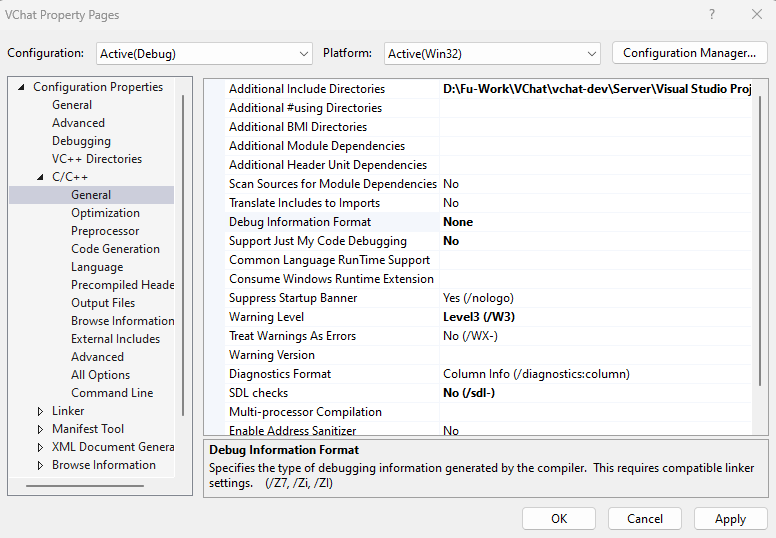 VChat Property Pages
Configuration: Active(Debug) Platform: Active(Win32) Configuration Manager...
Configuration Properties
General
Advanced
Debugging
VC++ Directories
C/C++
General
Optimization
Preprocessor
Code Generation
Language
Precompiled Heade
Output Files
Browse Information
External Includes
Advanced
All Options
Command Line
Linker
Manifest Tool
XML Document Genera
Browse Information
Additional Include Directories D:\Fu-Work\VChat\vchat-dev\Server\Visual Studio Proj
Additional #using Directories
Additional BMI Directories
Additional Module Dependencies
Additional Header Unit Dependencies
Scan Sources for Module Dependencies No
Translate Includes to Imports No
Debug Information Format None
Support Just My Code Debugging No
Common Language RunTime Support
Consume Windows Runtime Extension
Suppress Startup Banner Yes (/nologo)
Warning Level Level3 (/W3)
Treat Warnings As Errors No (/WX-)
Warning Version
Diagnostics Format Column Info (/diagnostics:column)
SDL checks No (/sdl-)
Multi-processor Compilation
Enable Address Sanitizer No
Debug Information Format
Specifies the type of debugging information generated by the compiler.  This requires compatible linker
settings.    (/Z7, /Zi, /ZI)
OK Cancel Apply